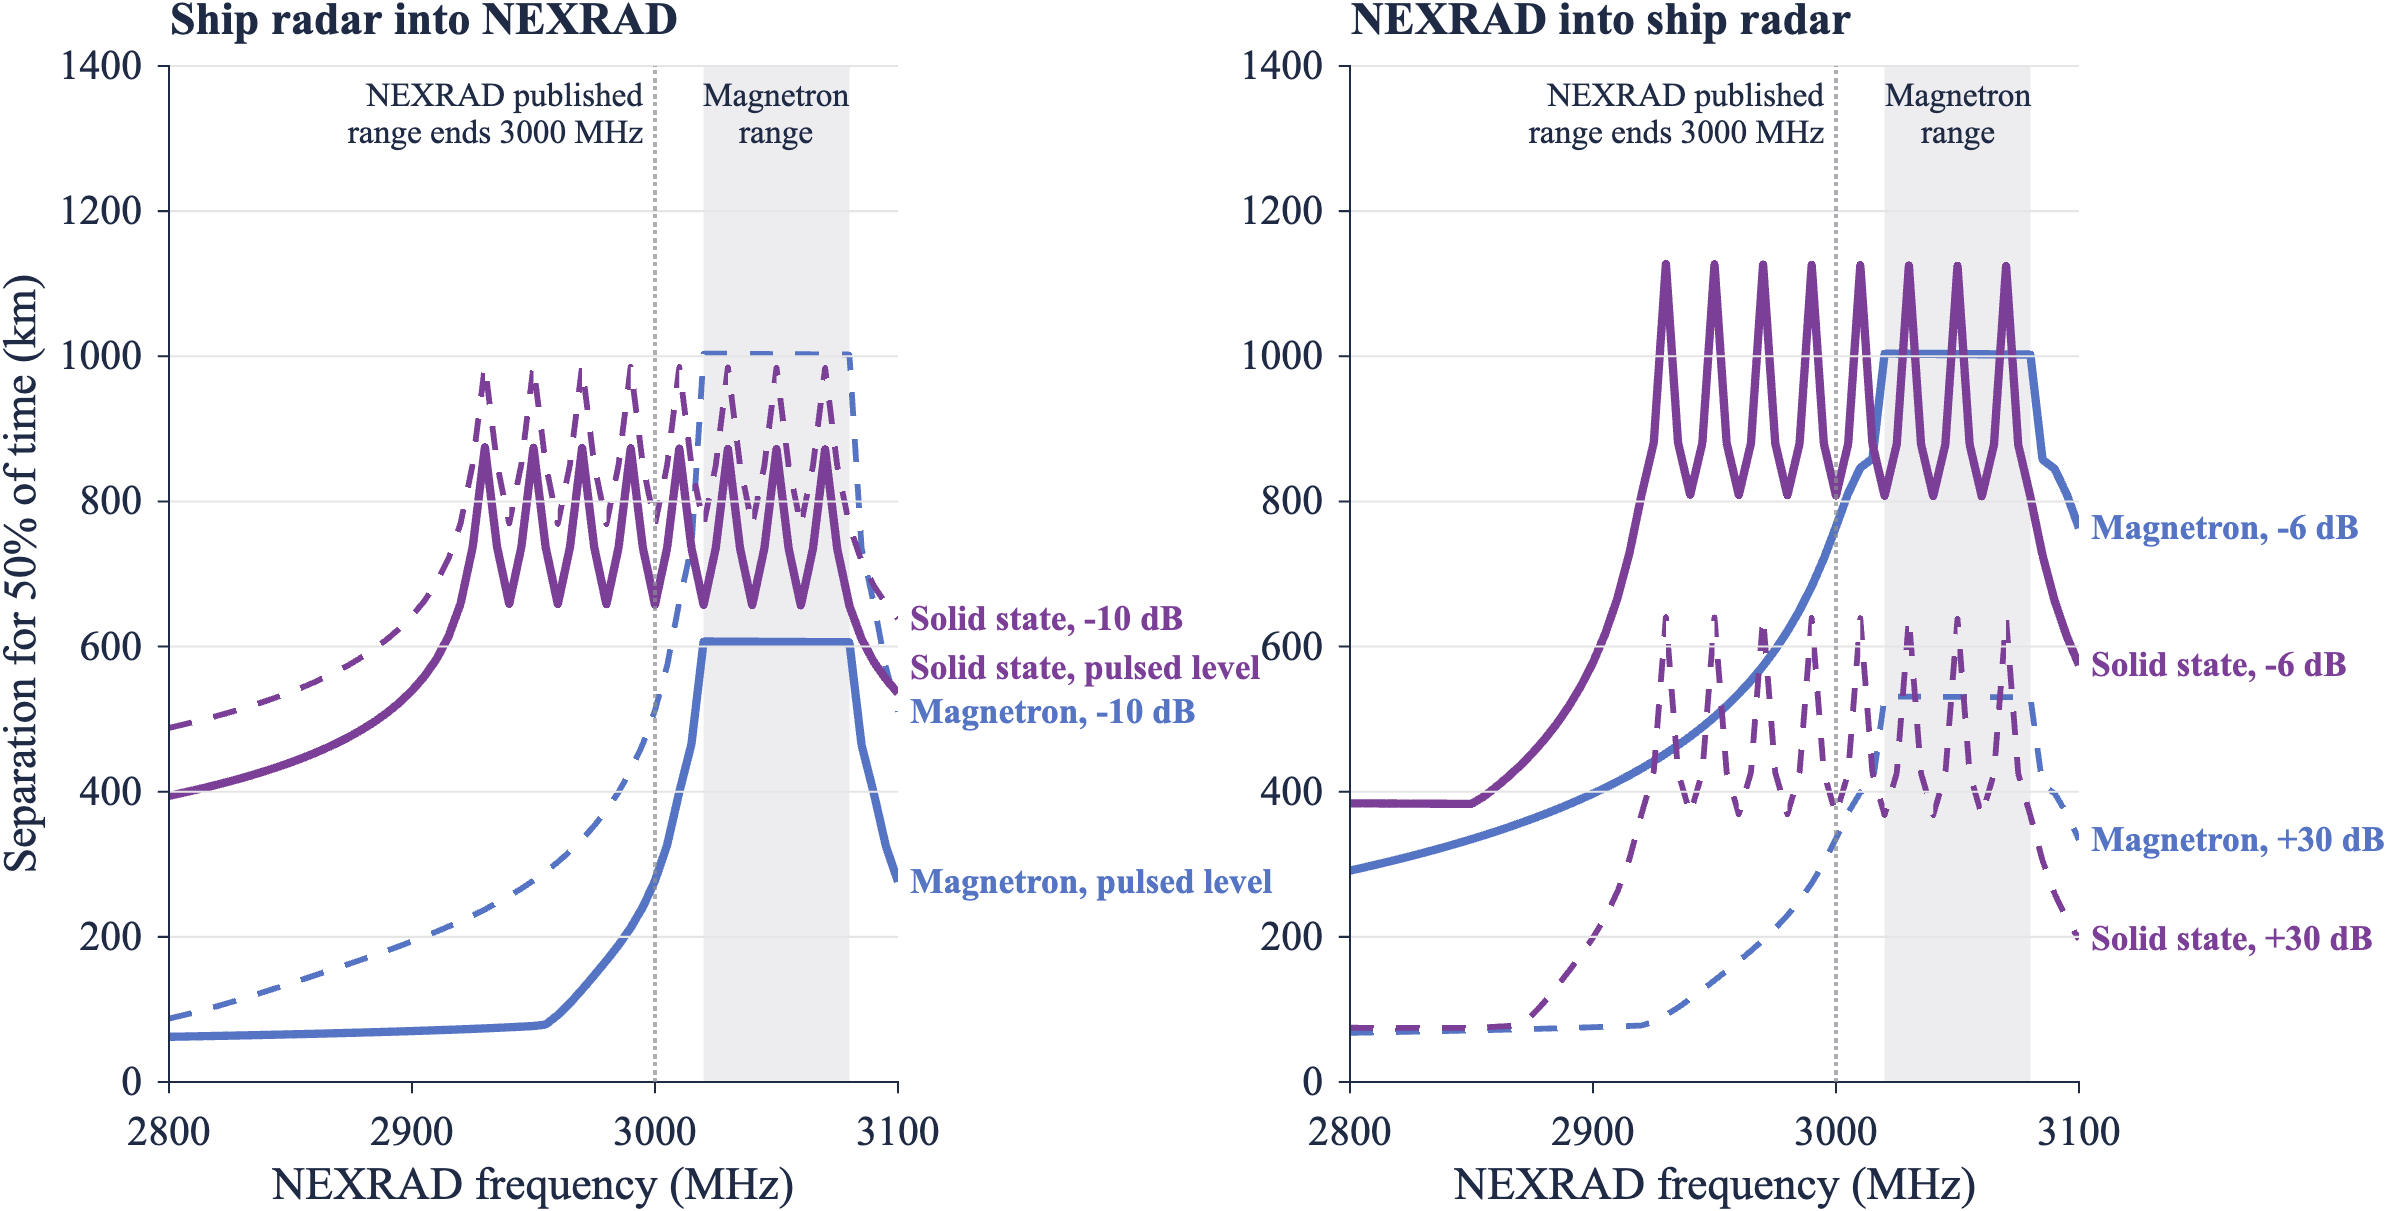 Ship radar into NEXRAD
Separation for 50% of time (km)
1400
1200
1000
800
600
400
200
0
NEXRAD published
range ends 3000 MHz
Magnetron
range
Solid state, -10 dB
Solid state, pulsed level
Magnetron, -10 dB
Magnetron, pulsed level
2800
2900
3000
3100
NEXRAD frequency (MHz)
NEXRAD into ship radar
1400
1200
1000
800
600
400
200
0
NEXRAD published
range ends 3000 MHz
Magnetron
range
Magnetron, -6 dB
Solid state, -6 dB
Magnetron, +30 dB
Solid state, +30 dB
2800
2900
3000
3100
NEXRAD frequency (MHz)